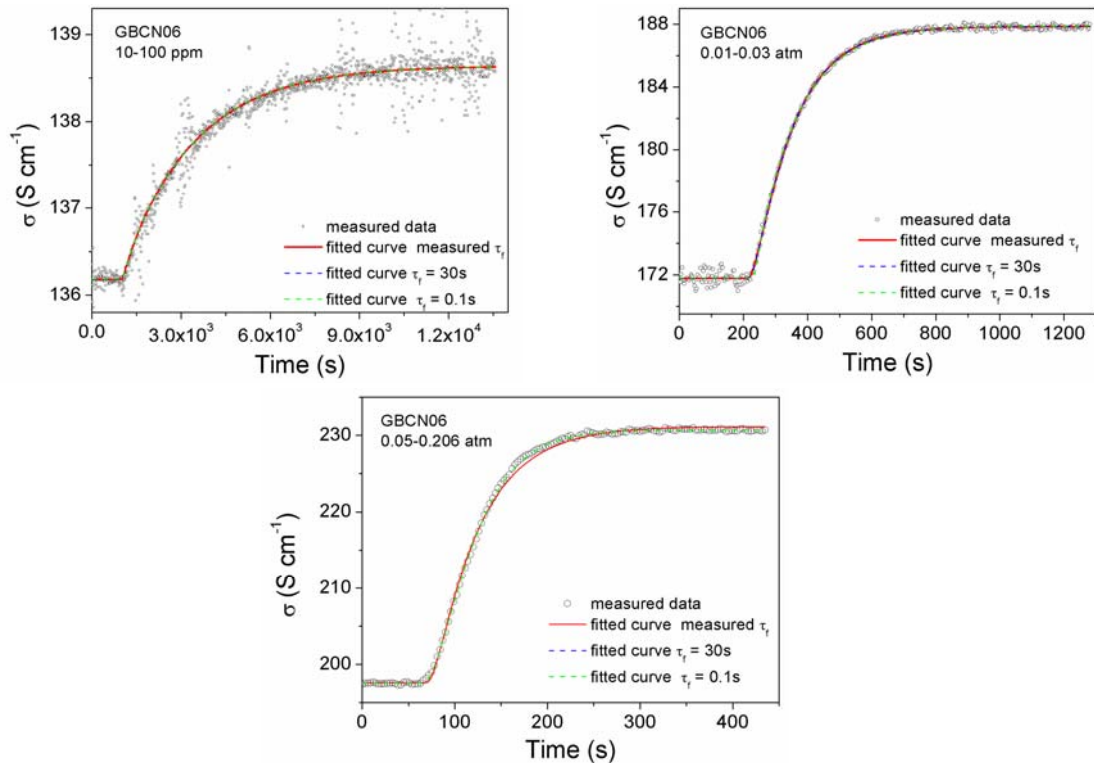 GBCN06
10-100 ppm
139
138
137
136
σ (S cm⁻¹)
measured data
fitted curve measured τf
fitted curve τf = 30s
fitted curve τf = 0.1s
0.0 3.0x10³ 6.0x10³ 9.0x10³ 1.2x10⁴
Time (s)
GBCN06
0.01-0.03 atm
188
184
180
176
172
σ (S cm⁻¹)
measured data
fitted curve measured τf
fitted curve τf = 30s
fitted curve τf = 0.1s
0 200 400 600 800 1000 1200
Time (s)
GBCN06
0.05-0.206 atm
230
220
210
200
σ (S cm⁻¹)
measured data
fitted curve measured τf
fitted curve τf = 30s
fitted curve τf = 0.1s
0 100 200 300 400
Time (s)